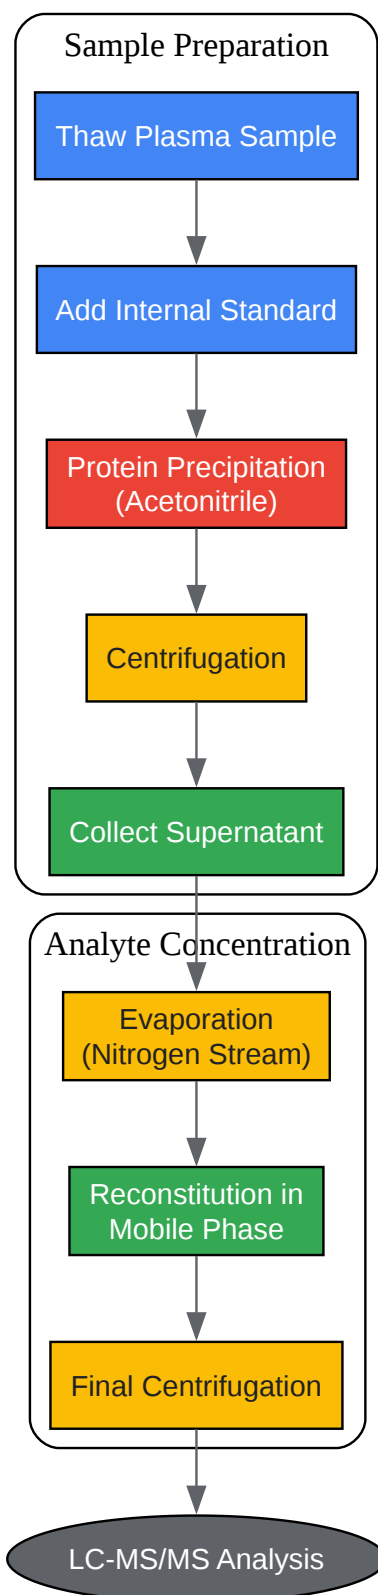 Sample Preparation
Thaw Plasma Sample
Add Internal Standard
Protein Precipitation
(Acetonitrile)
Centrifugation
Collect Supernatant
Analyte Concentration
Evaporation
(Nitrogen Stream)
Reconstitution in
Mobile Phase
Final Centrifugation
LC-MS/MS Analysis